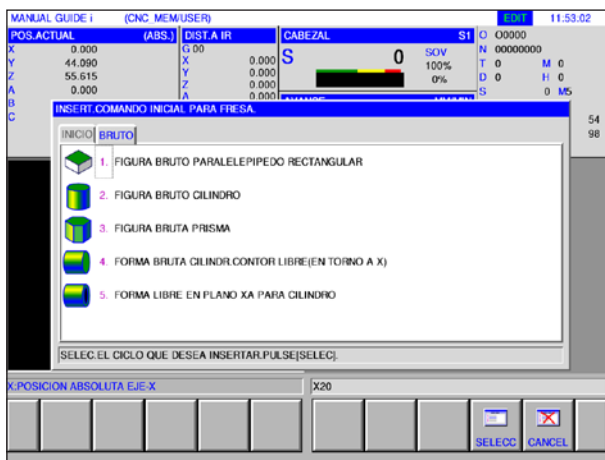 MANUAL GUIDE i (CNC_MEM/USER) EDIT 11.53.02
POS.ACTUAL (ABS.) DIST.A IR CABEZAL S1 O O0000
X 0.000 G 00 N 00000000
Y 44.090 X 0.000 S 0 SOV T 0 M 0
Z 55.615 Y 0.000 100% D 0 H 0
A 0.000 Z 0.000 0% S 0 M5
B A 0.000
C 54
98
INSERT.COMANDO INICIAL PARA FRESA.
INICIO BRUTO
1. FIGURA BRUTO PARALELEPIPEDO RECTANGULAR
2. FIGURA BRUTO CILINDRO
3. FIGURA BRUTA PRISMA
4. FORMA BRUTA CILINDR.CONTOR LIBRE(EN TORNO A X)
5. FORMA LIBRE EN PLANO XA PARA CILINDRO
SELEC.EL CICLO QUE DESEA INSERTAR.PULSE[SELEC].
X:POSICION ABSOLUTA EJE-X X20
SELECC CANCEL